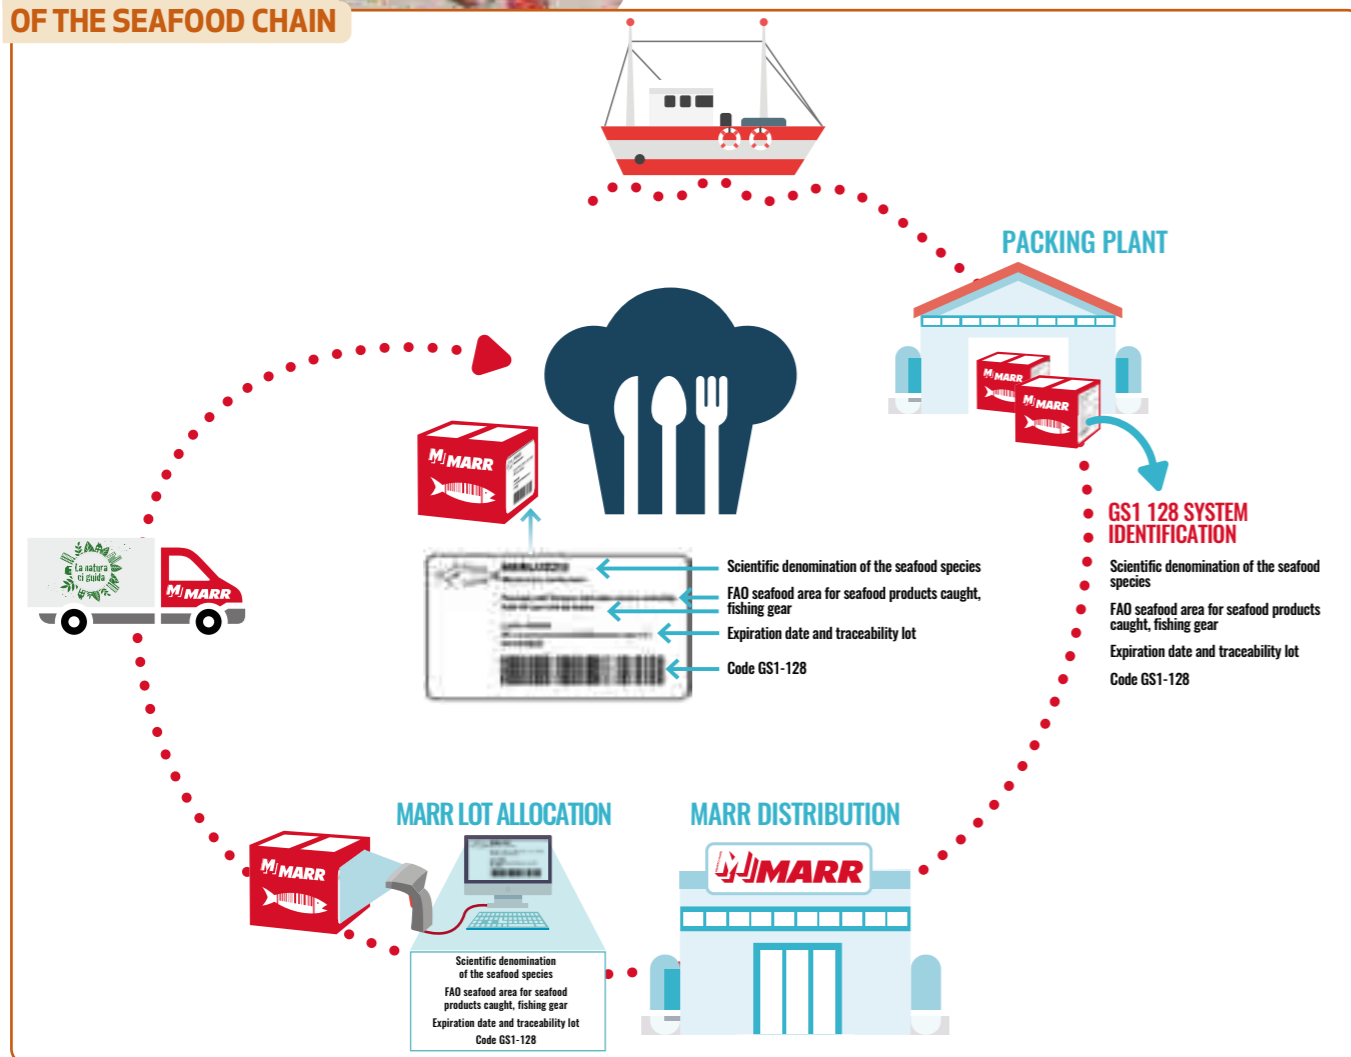 OF THE SEAFOOD CHAIN
PACKING PLANT
MARR
MARR
GS1 128 SYSTEM
IDENTIFICATION
Scientific denomination of the seafood
species
FAO seafood area for seafood products
caught, fishing gear
Expiration date and traceability lot
Code GS1-128
MARR
Scientific denomination of the seafood species
FAO seafood area for seafood products caught,
fishing gear
Expiration date and traceability lot
Code GS1-128
La natura
ci guida
MARR
MARR LOT ALLOCATION
MARR
Scientific denomination
of the seafood species
FAO seafood area for seafood
products caught, fishing gear
Expiration date and traceability lot
Code GS1-128
MARR DISTRIBUTION
MARR